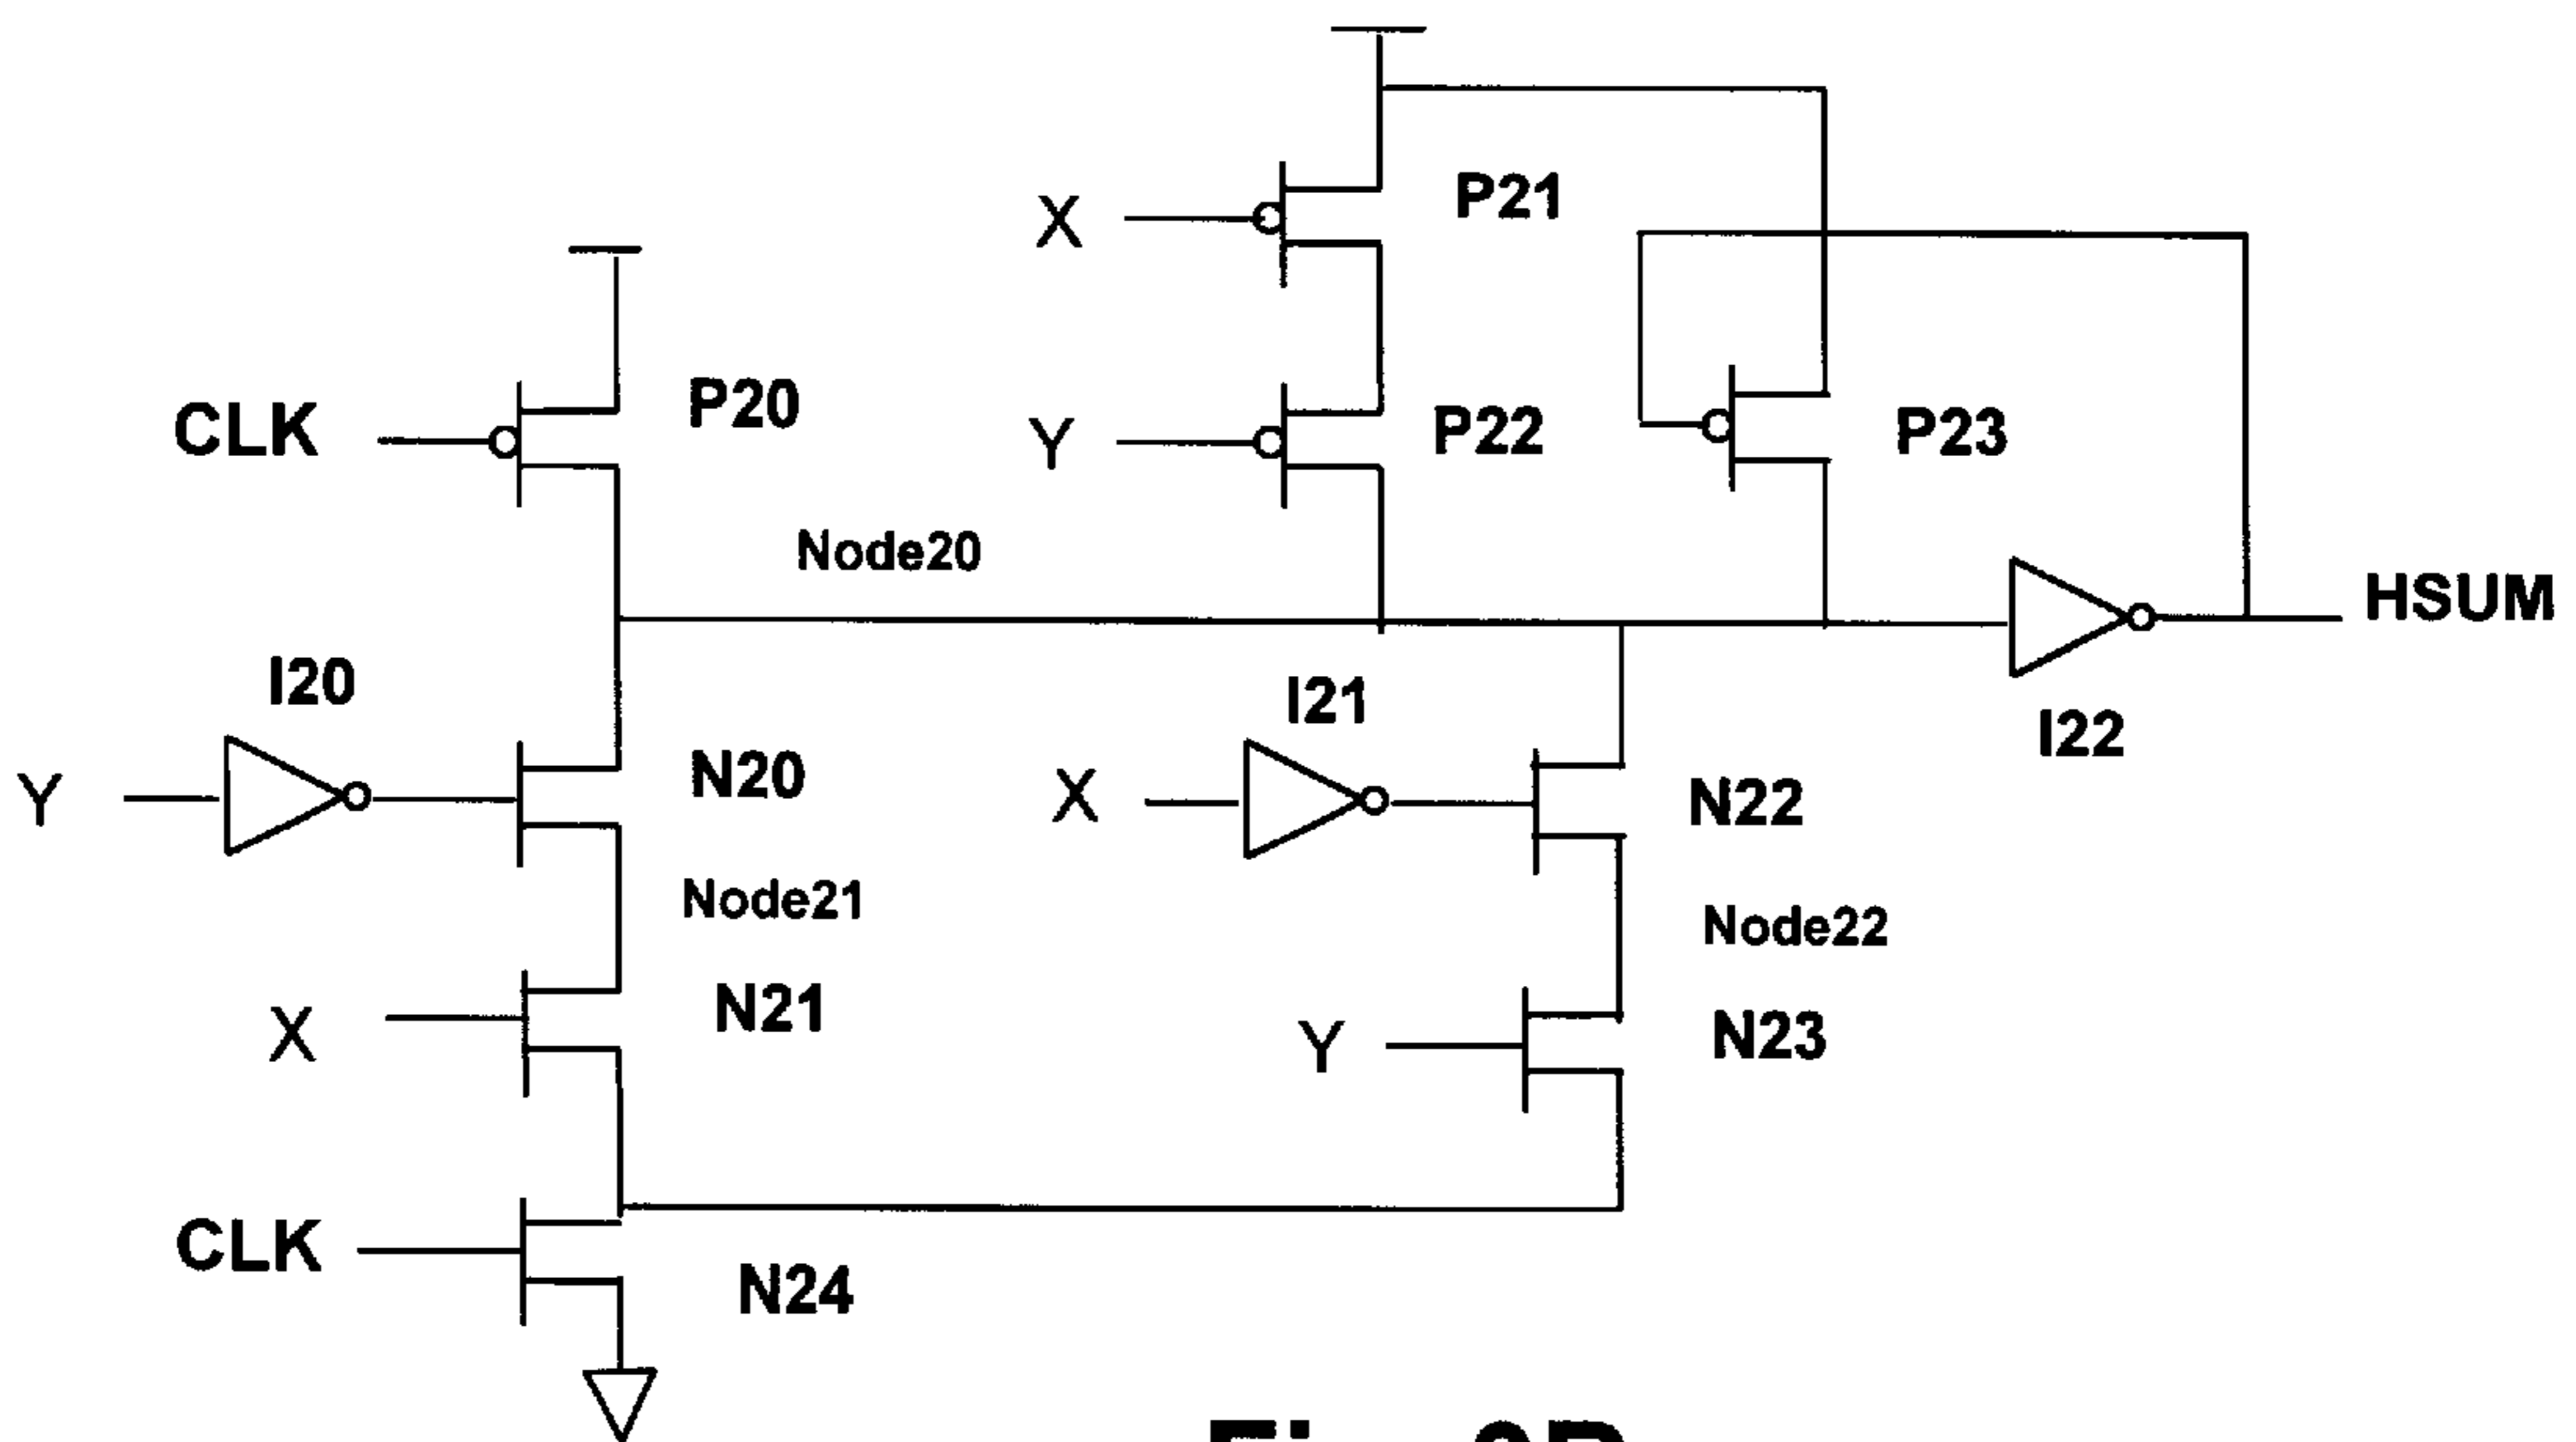 X
P21
CLK
P20
Y
P22
P23
Node20
HSUM
I20
I21
I22
Y
N20
X
N22
Node21
Node22
X
N21
Y
N23
CLK
N24